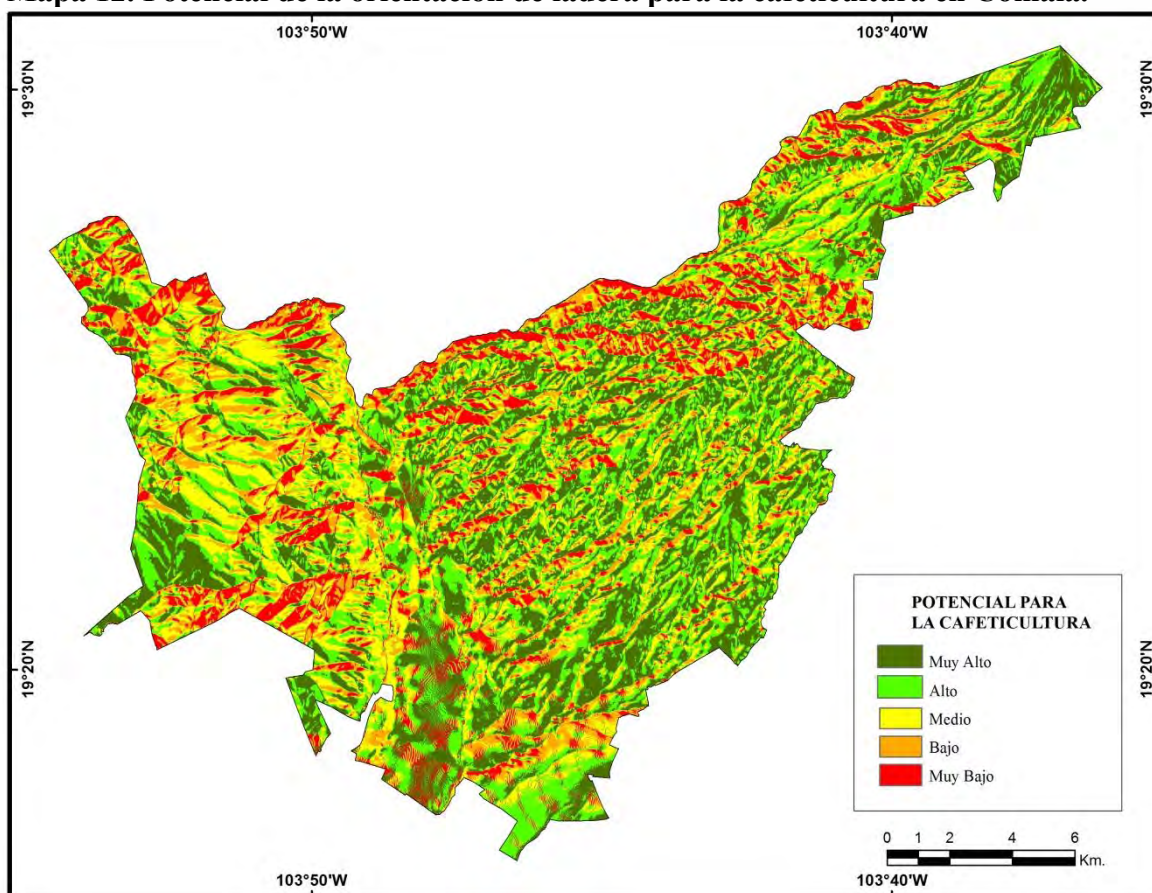 Mapa 12. Potencial de la orientación de ladera para la cafeticultura en Comala.
103°50'W
103°40'W
19°30'N
19°30'N
POTENCIAL PARA
LA CAFETICULTURA
Muy Alto
Alto
Medio
Bajo
Muy Bajo
19°20'N
19°20'N
0 1 2 4 6
Km.
103°50'W
103°40'W